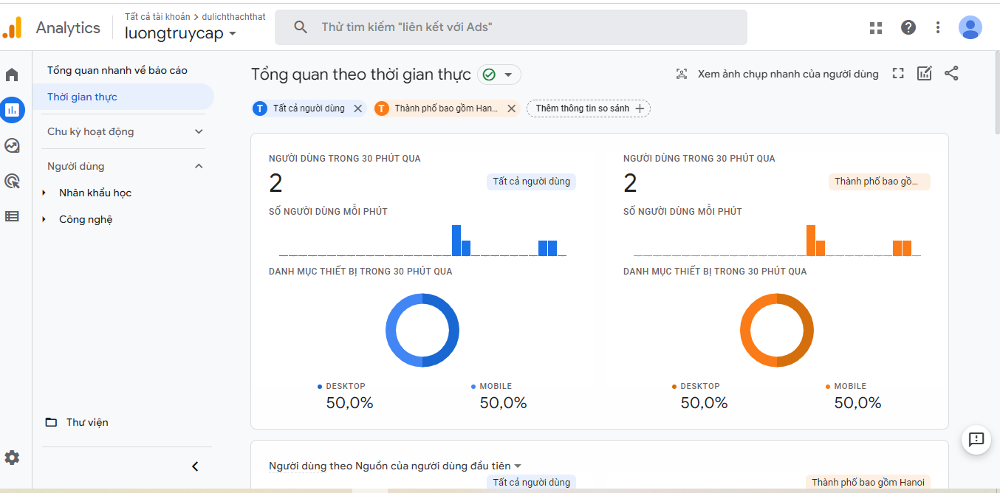 Analytics
Tất cả tài khoản > dulichthachthat
luongtruycap
Thử tìm kiếm "liên kết với Ads"
Tổng quan nhanh về báo cáo
Thời gian thực
Chu kỳ hoạt động
Người dùng
Nhân khẩu học
Công nghệ
Thư viện
Tổng quan theo thời gian thực
Xem ảnh chụp nhanh của người dùng
T Tất cả người dùng
T Thành phố bao gồm Han...
Thêm thông tin so sánh
NGƯỜI DÙNG TRONG 30 PHÚT QUA
2
Tất cả người dùng
SỐ NGƯỜI DÙNG MỖI PHÚT
DANH MỤC THIẾT BỊ TRONG 30 PHÚT QUA
DESKTOP
50,0%
MOBILE
50,0%
NGƯỜI DÙNG TRONG 30 PHÚT QUA
2
Thành phố bao gồ...
SỐ NGƯỜI DÙNG MỖI PHÚT
DANH MỤC THIẾT BỊ TRONG 30 PHÚT QUA
DESKTOP
50,0%
MOBILE
50,0%
Người dùng theo Nguồn của người dùng đầu tiên
Tất cả người dùng
Thành phố bao gồm Hanoi